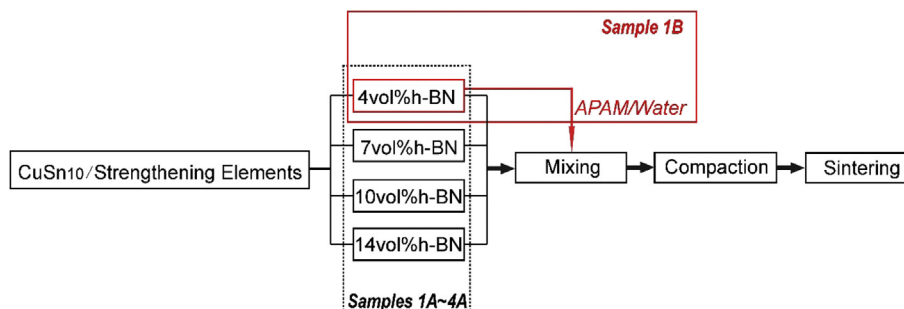 Sample 1B
4vol%h-BN
APAM/Water
7vol%h-BN
CuSn10/Strengthening Elements
Mixing
Compaction
Sintering
10vol%h-BN
14vol%h-BN
Samples 1A~4A